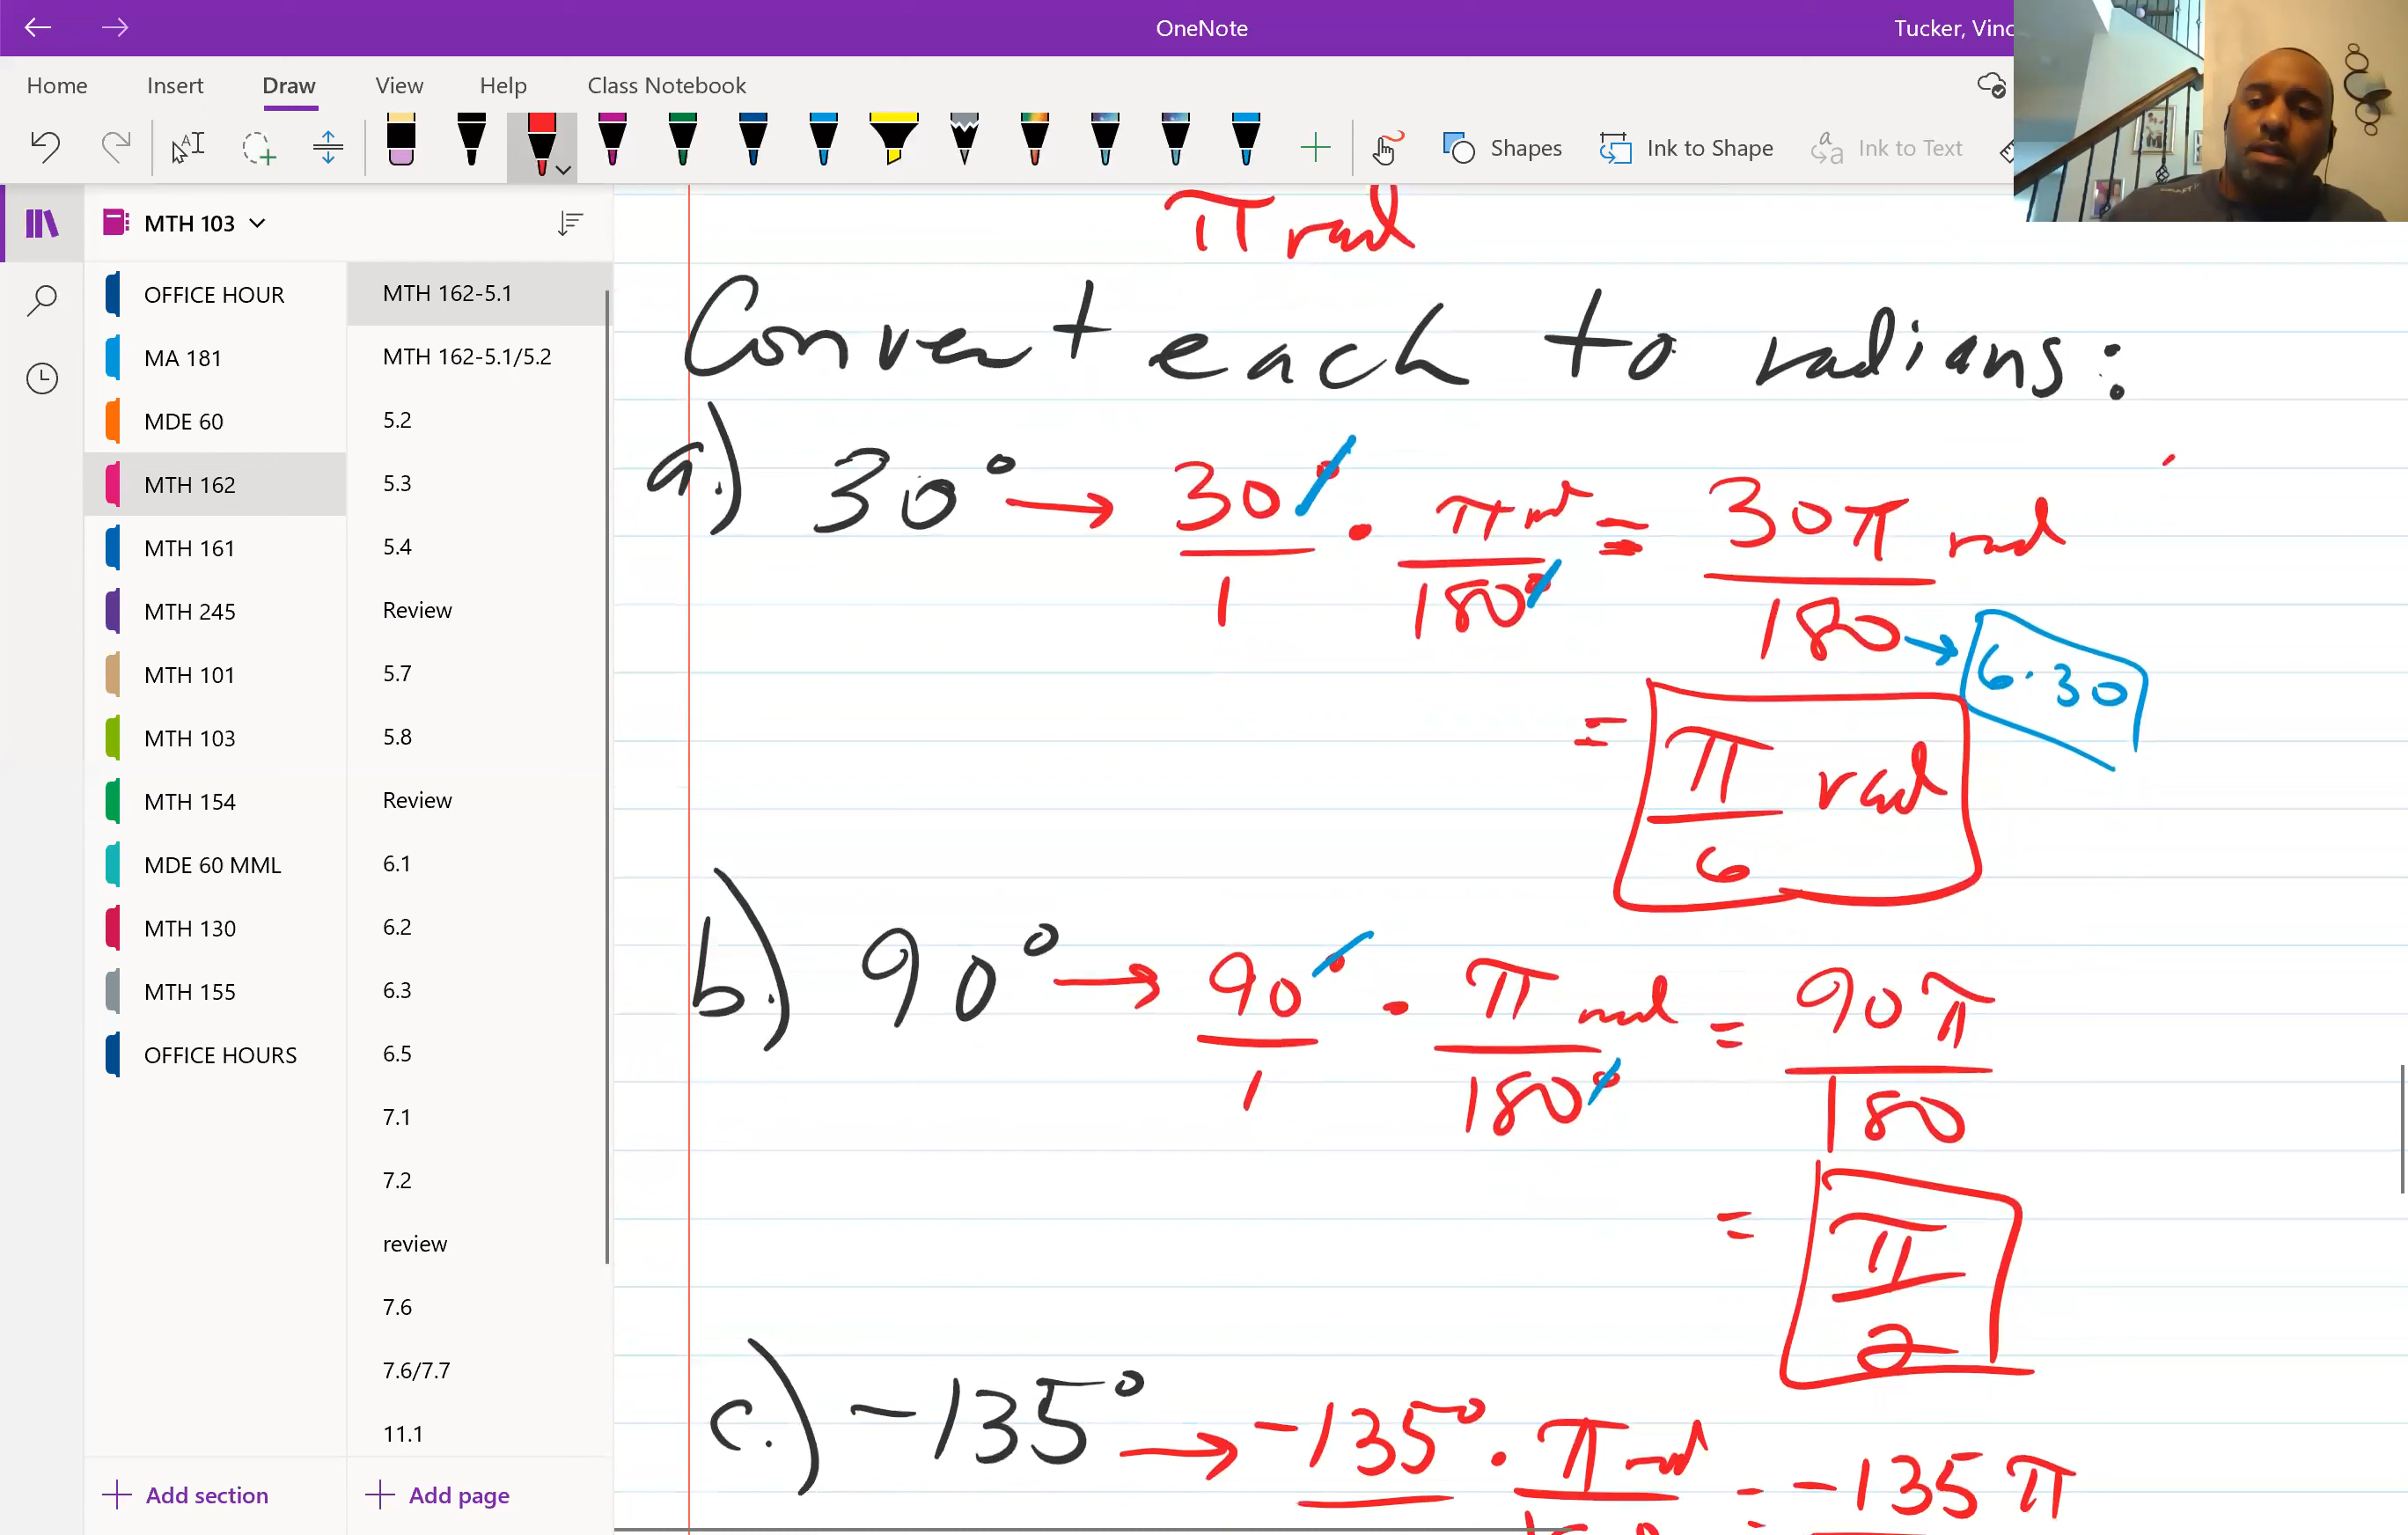 OneNote
Tucker, Vinc
Home Insert Draw View Help Class Notebook
Shapes Ink to Shape Ink to Text
MTH 103
OFFICE HOUR
MA 181
MDE 60
MTH 162
MTH 161
MTH 245
MTH 101
MTH 103
MTH 154
MDE 60 MML
MTH 130
MTH 155
OFFICE HOURS
Add section
MTH 162-5.1
MTH 162-5.1/5.2
5.2
5.3
5.4
Review
5.7
5.8
Review
6.1
6.2
6.3
6.5
7.1
7.2
review
7.6
7.6/7.7
11.1
Add page
π rad
Convert each to radians:
a.) 30° → 30°/1 · π rad/180° = 30π/180 rad
→ 6·30
= π/6 rad
b.) 90° → 90°/1 · π rad/180° = 90π/180
= π/2
c.) -135° → -135° · π rad = -135π